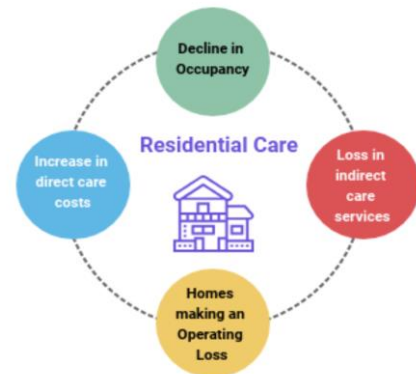 Decline in
Occupancy
Residential Care
Increase in
direct care
costs
Loss in
indirect
care
services
Homes
making an
Operating
Loss